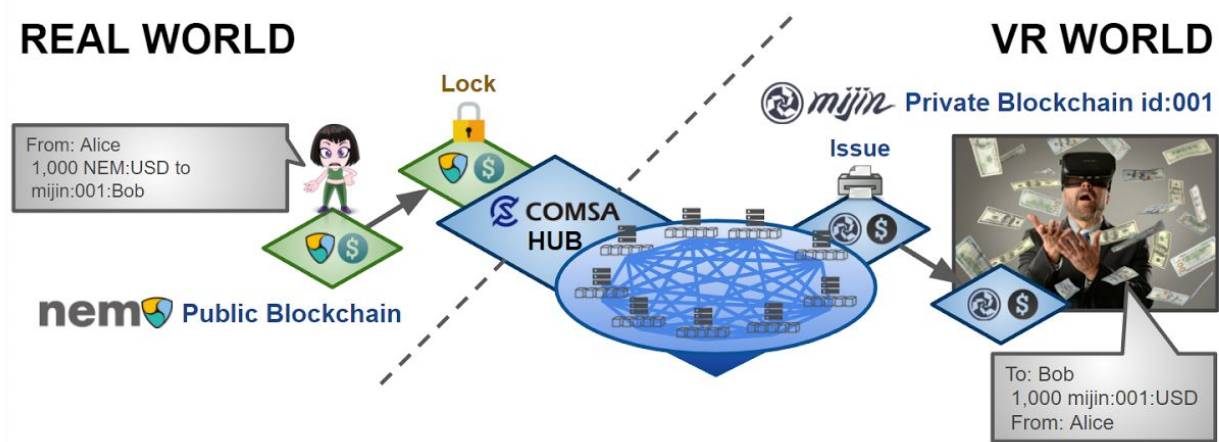 REAL WORLD
VR WORLD
Lock
mijin Private Blockchain id:001
From: Alice
1,000 NEM:USD to
mijin:001:Bob
Issue
COMSA
HUB
nem Public Blockchain
To: Bob
1,000 mijin:001:USD
From: Alice